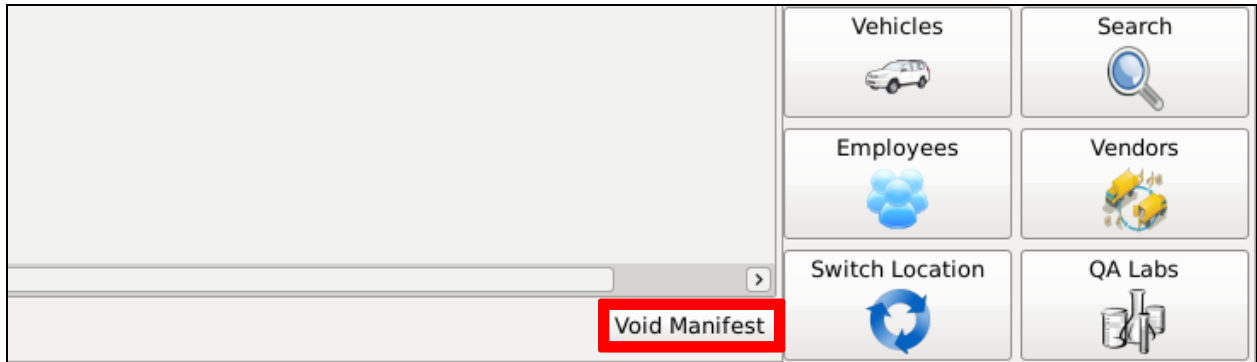 Vehicles
Search
Employees
Vendors
Switch Location
QA Labs
Void Manifest